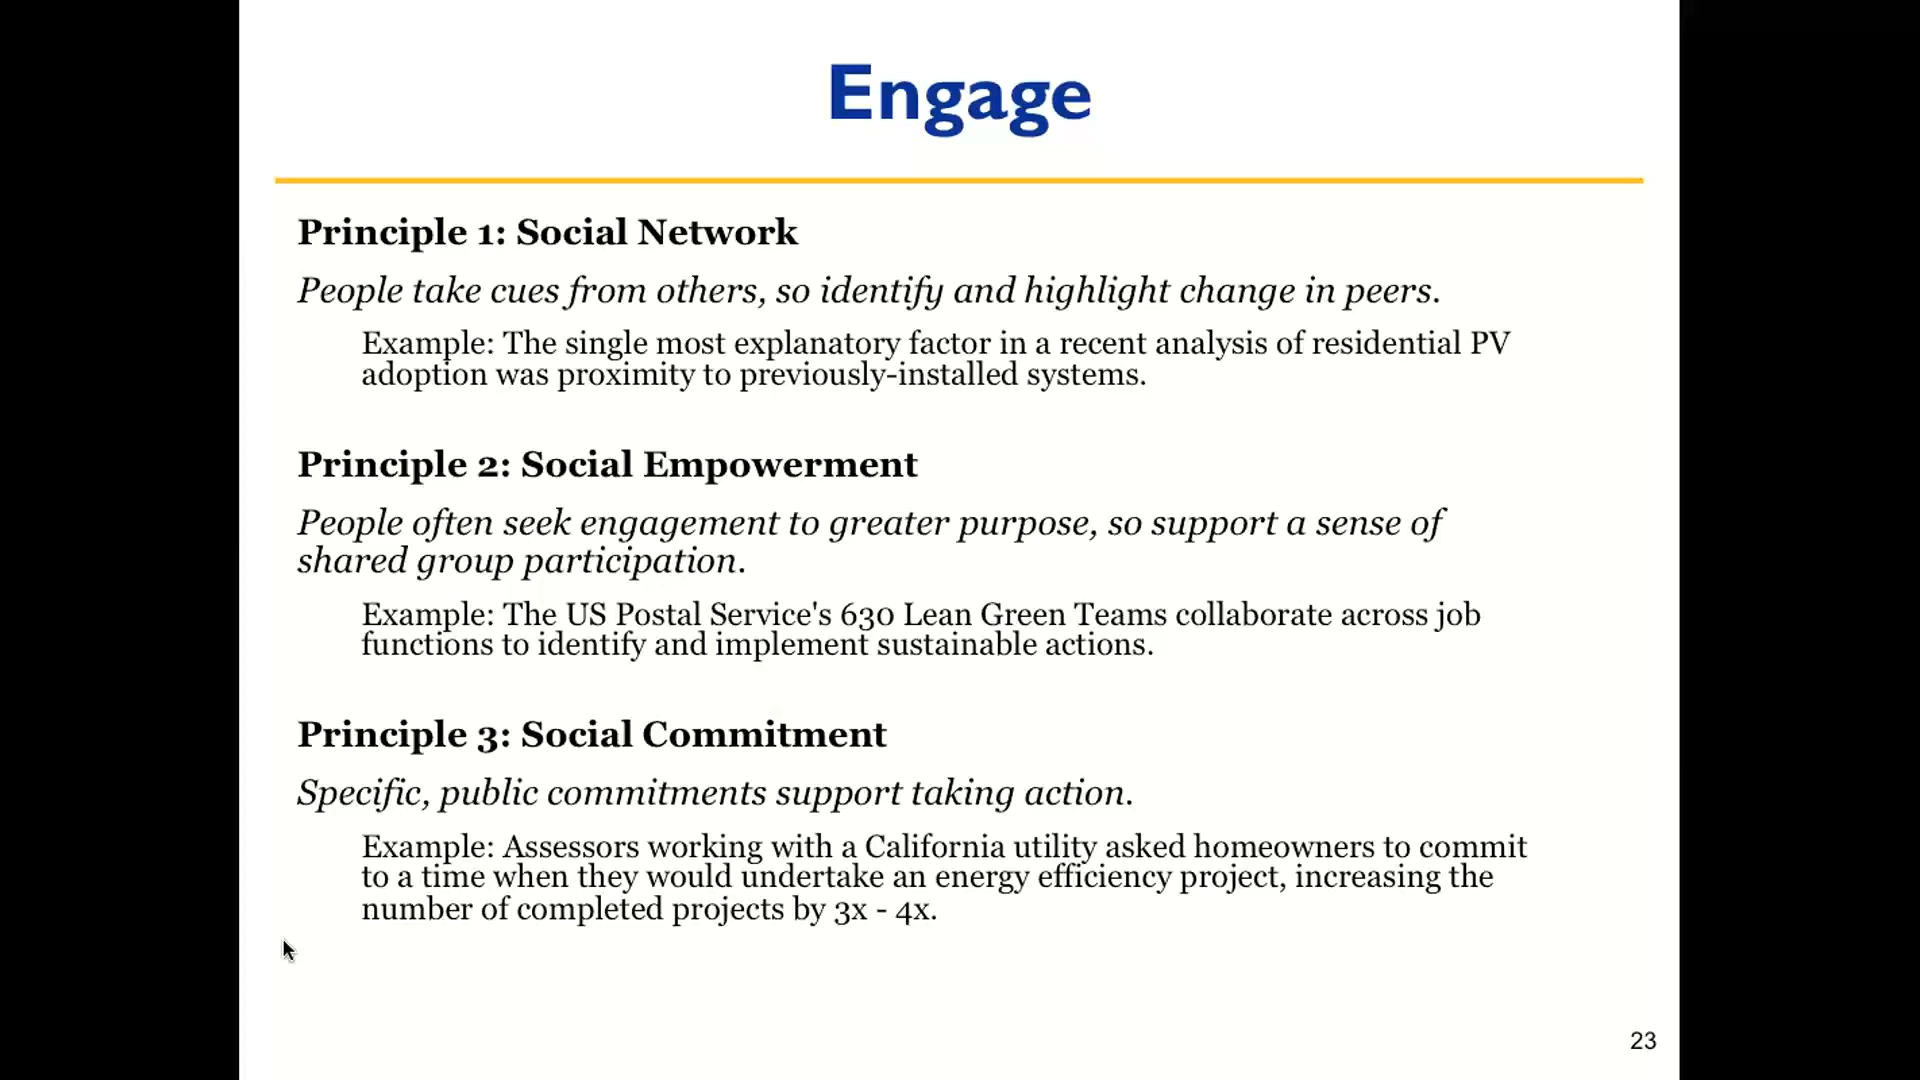 Engage
Principle 1: Social Network
People take cues from others, so identify and highlight change in peers.
Example: The single most explanatory factor in a recent analysis of residential PV
adoption was proximity to previously-installed systems.
Principle 2: Social Empowerment
People often seek engagement to greater purpose, so support a sense of
shared group participation.
Example: The US Postal Service's 630 Lean Green Teams collaborate across job
functions to identify and implement sustainable actions.
Principle 3: Social Commitment
Specific, public commitments support taking action.
Example: Assessors working with a California utility asked homeowners to commit
to a time when they would undertake an energy efficiency project, increasing the
number of completed projects by 3x - 4x.
23